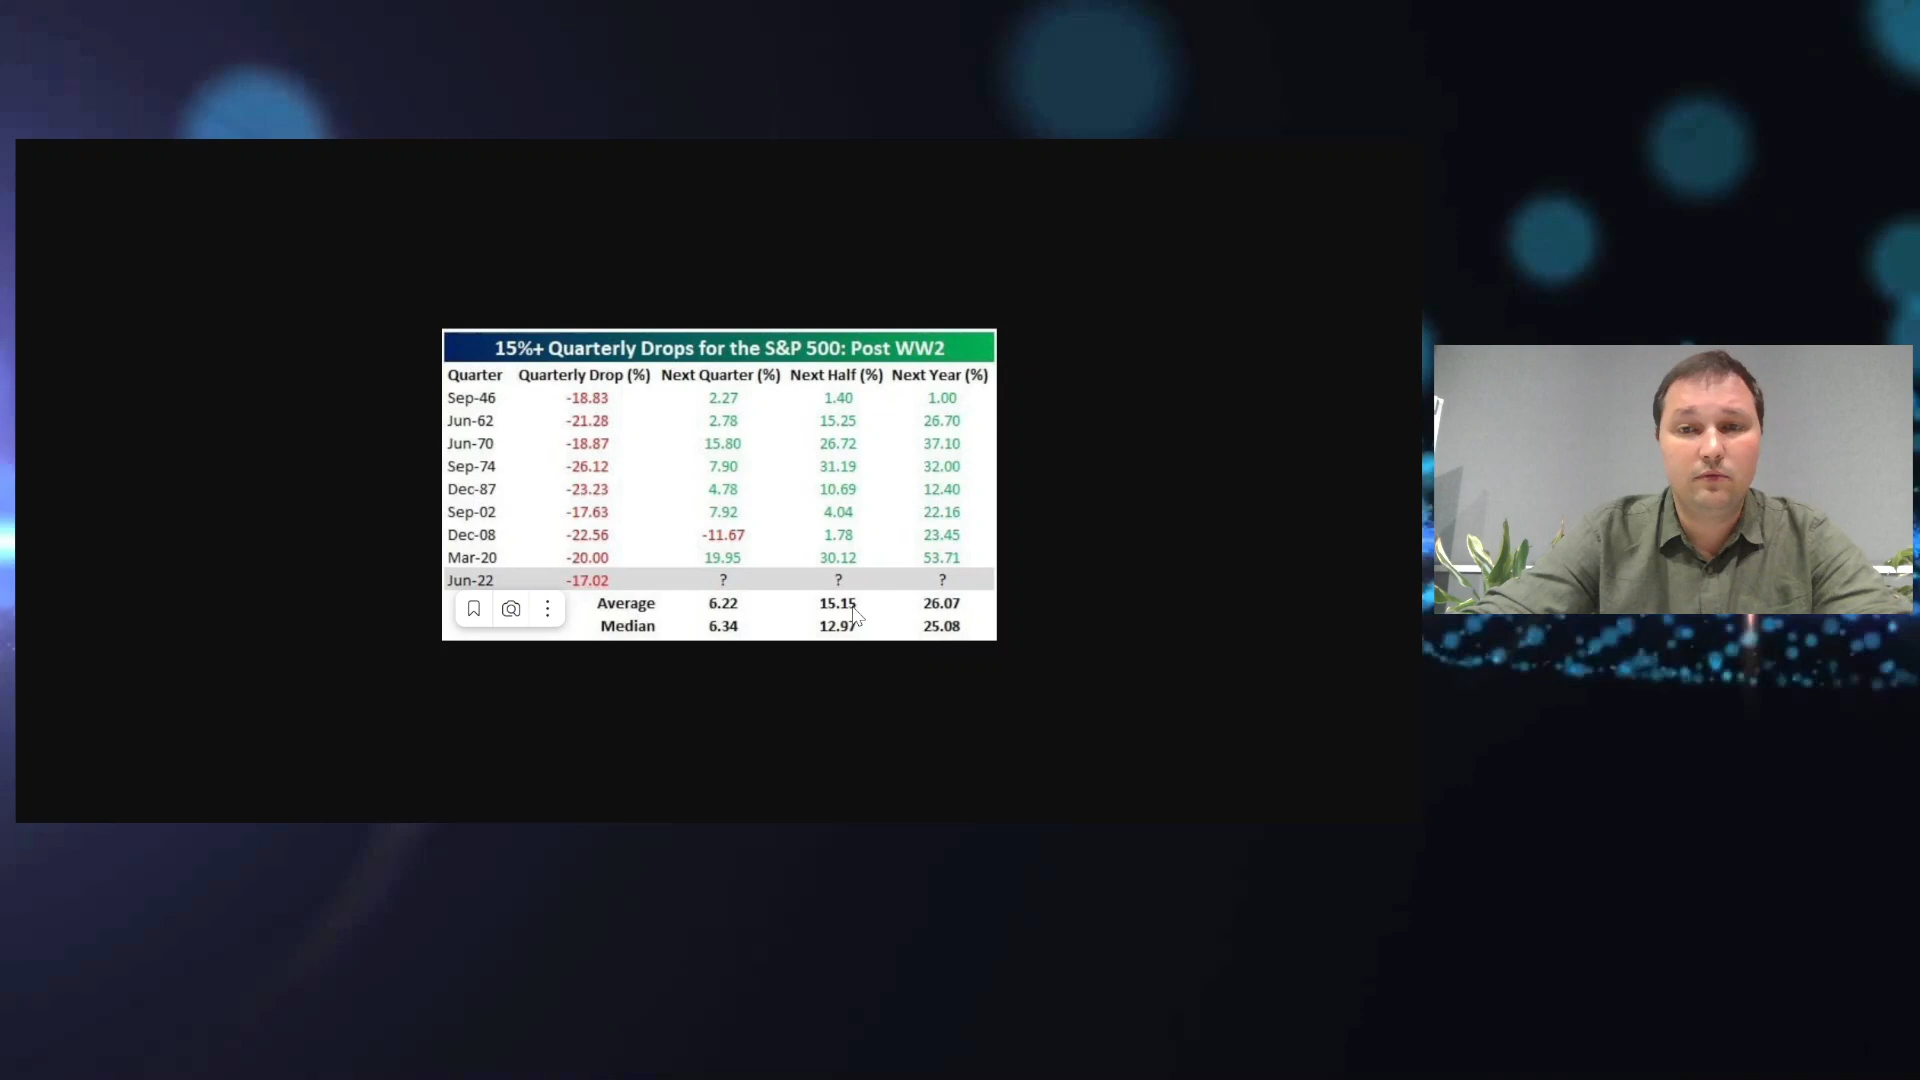 15%+ Quarterly Drops for the S&P 500: Post WW2
Quarter Quarterly Drop (%) Next Quarter (%) Next Half (%) Next Year (%)
Sep-46 -18.83 2.27 1.40 1.00
Jun-62 -21.28 2.78 15.25 26.70
Jun-70 -18.87 15.80 26.72 37.10
Sep-74 -26.12 7.90 31.19 32.00
Dec-87 -23.23 4.78 10.69 12.40
Sep-02 -17.63 7.92 4.04 22.16
Dec-08 -22.56 -11.67 1.78 23.45
Mar-20 -20.00 19.95 30.12 53.71
Jun-22 -17.02 ? ? ?
Average 6.22 15.15 26.07
Median 6.34 12.97 25.08